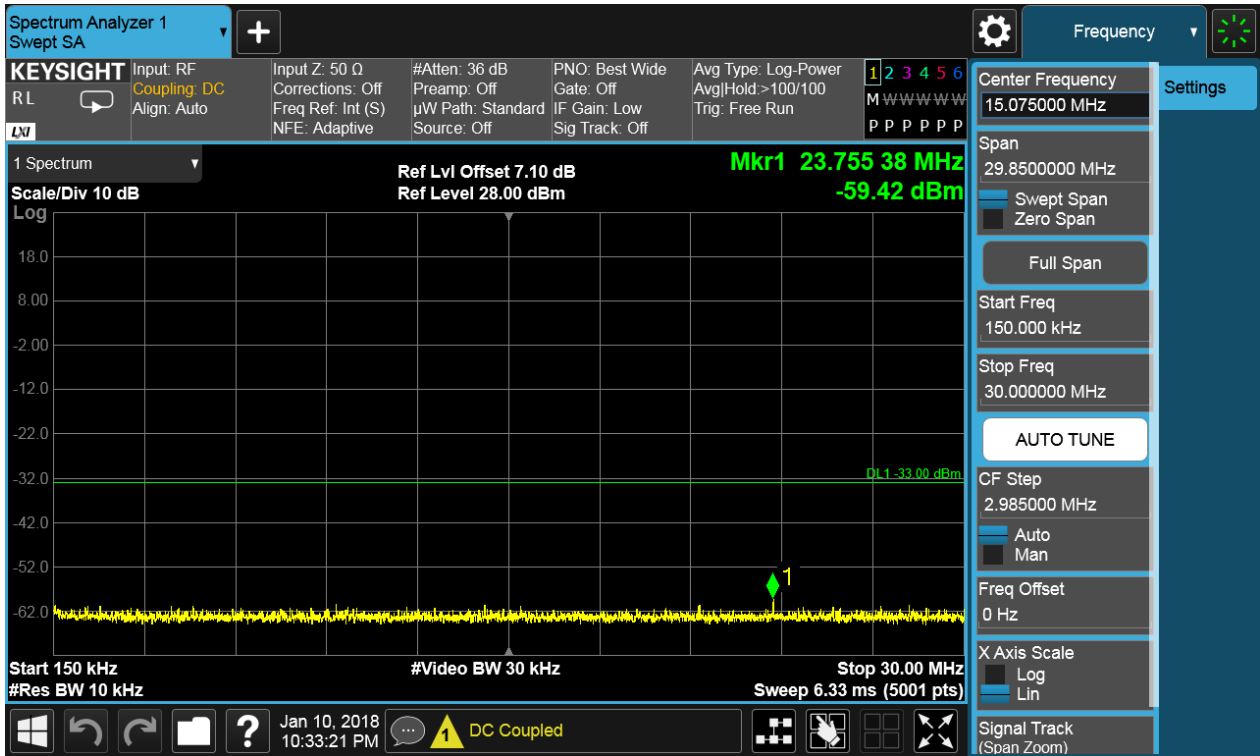 Spectrum Analyzer 1
Swept SA
Frequency
KEYSIGHT
R L
LXI
Input: RF
Coupling: DC
Align: Auto
Input Z: 50 Ω
Corrections: Off
Freq Ref: Int (S)
NFE: Adaptive
#Atten: 36 dB
Preamp: Off
µW Path: Standard
Source: Off
PNO: Best Wide
Gate: Off
IF Gain: Low
Sig Track: Off
Avg Type: Log-Power
Avg|Hold:>100/100
Trig: Free Run
1 2 3 4 5 6
M W W W W W
P P P P P P
1 Spectrum
Scale/Div 10 dB
Ref Lvl Offset 7.10 dB
Ref Level 28.00 dBm
Mkr1 23.755 38 MHz
-59.42 dBm
Log
18.0
8.00
-2.00
-12.0
-22.0
-32.0
-42.0
-52.0
-62.0
DL1 -33.00 dBm
1
Start 150 kHz
#Res BW 10 kHz
#Video BW 30 kHz
Stop 30.00 MHz
Sweep 6.33 ms (5001 pts)
Center Frequency
15.075000 MHz
Span
29.8500000 MHz
Swept Span
Zero Span
Full Span
Start Freq
150.000 kHz
Stop Freq
30.000000 MHz
AUTO TUNE
CF Step
2.985000 MHz
Auto
Man
Freq Offset
0 Hz
X Axis Scale
Log
Lin
Signal Track
(Span Zoom)
Settings
?
Jan 10, 2018
10:33:21 PM
1
DC Coupled